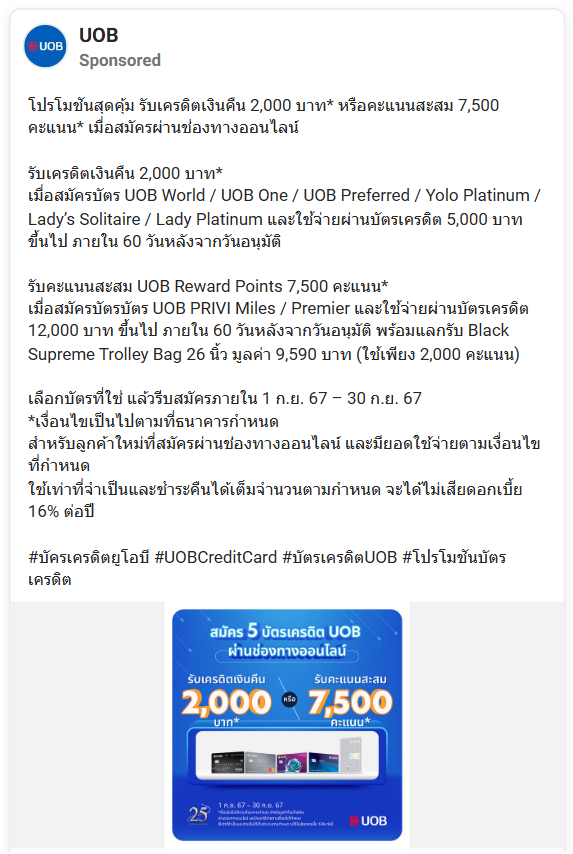 UOB
UOB
Sponsored
โปรโมชันสุดคุ้ม รับเครดิตเงินคืน 2,000 บาท* หรือคะแนนสะสม 7,500
คะแนน* เมื่อสมัครผ่านช่องทางออนไลน์
รับเครดิตเงินคืน 2,000 บาท*
เมื่อสมัครบัตร UOB World / UOB One / UOB Preferred / Yolo Platinum /
Lady’s Solitaire / Lady Platinum และใช้จ่ายผ่านบัตรเครดิต 5,000 บาท
ขึ้นไป ภายใน 60 วันหลังจากวันอนุมัติ
รับคะแนนสะสม UOB Reward Points 7,500 คะแนน*
เมื่อสมัครบัตรบัตร UOB PRIVI Miles / Premier และใช้จ่ายผ่านบัตรเครดิต
12,000 บาท ขึ้นไป ภายใน 60 วันหลังจากวันอนุมัติ พร้อมแลกรับ Black
Supreme Trolley Bag 26 นิ้ว มูลค่า 9,590 บาท (ใช้เพียง 2,000 คะแนน)
เลือกบัตรที่ใช่ แล้วรีบสมัครภายใน 1 ก.ย. 67 – 30 ก.ย. 67
*เงื่อนไขเป็นไปตามที่ธนาคารกำหนด
สำหรับลูกค้าใหม่ที่สมัครผ่านช่องทางออนไลน์ และมียอดใช้จ่ายตามเงื่อนไข
ที่กำหนด
ใช้เท่าที่จำเป็นและชำระคืนได้เต็มจำนวนตามกำหนด จะได้ไม่เสียดอกเบี้ย
16% ต่อปี
#บัครเครดิตยูโอบี #UOBCreditCard #บัตรเครดิตUOB #โปรโมชันบัตร
เครดิต
สมัคร 5 บัตรเครดิต UOB
ผ่านช่องทางออนไลน์
รับเครดิตเงินคืน
2,000
บาท*
หรือ
รับคะแนนสะสม
7,500
คะแนน*
25
1 ก.ย. 67 – 30 ก.ย. 67
UOB